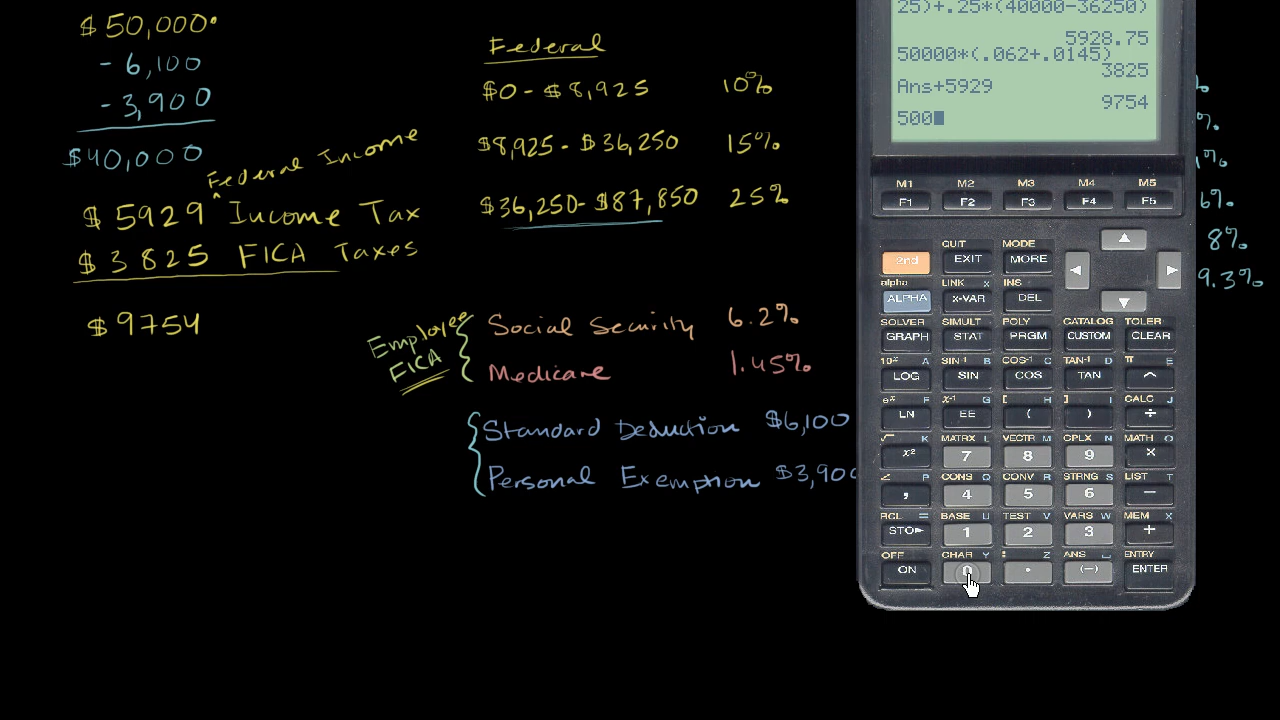 $50,000
- 6,100
- 3,900
$40,000
Federal Income
$5929 ^ Income Tax
$3825 FICA Taxes
$9754
Federal
$0 - $8,925 10%
$8,925 - $36,250 15%
$36,250 - $87,850 25%
Employee
FICA
Social Security 6.2%
Medicare 1.45%
Standard Deduction $6,100
Personal Exemption $3,900
25)+.25*(40000-36250)
5928.75
50000*(.062+.0145)
3825
Ans+5929
9754
500
M1 M2 M3 M4 M5
F1 F2 F3 F4 F5
QUIT MODE
2nd EXIT MORE
alpha LINK x INS
ALPHA x-VAR DEL
SOLVER SIMULT POLY CATALOG TOLER
GRAPH STAT PRGM CUSTOM CLEAR
10ˣ A SIN⁻¹ B COS⁻¹ C TAN⁻¹ D π E
LOG SIN COS TAN ^
eˣ F x⁻¹ G [ H ] I CALC J
LN EE ( ) ÷
√ K MATRX L VECTR M CPLX N MATH O
x² 7 8 9 ×
∠ P CONS Q CONV R STRNG S LIST T
, 4 5 6 −
RCL = BASE U TEST V VARS W MEM X
STO► 1 2 3 +
OFF CHAR Y : Z ANS ENTRY
ON 0 . (−) ENTER
%
%.
%
6%
8%
9.3%